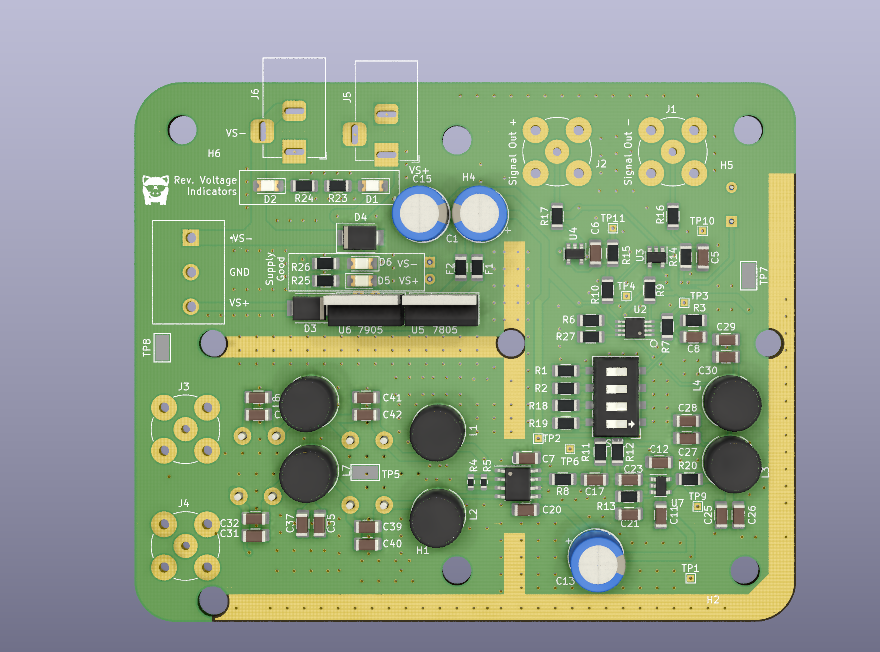 J6
J5
J1
Signal Out +
Signal Out -
VS-
J2
H6
H5
VS+
C15
H4
Rev. Voltage
Indicators
D2
R24
R23
D1
R17
R16
TP11
TP10
C6
D4
C1
+
U4
VS-
D6 VS-
R15
U3
R14
C5
Supply
Good
R26
GND
F2
F1
TP7
R25
D5 VS+
R10
TP4
R9
TP3
VS+
U2
R3
D3
U6 7905
U5 7805
R6
R27
R7
C8
C29
TP8
C30
R1
L4
J3
R2
C41
R18
C42
C28
R19
L1
TP2
C27
R11
R12
TP6
C7
C12
R4
R5
L7
TP5
C23
R20
L3
R8
C17
U7
TP9
J4
R13
C20
L2
C32
C37
C35
C39
C21
C11
C25
C26
C31
C40
+
H1
TP1
C13
H2